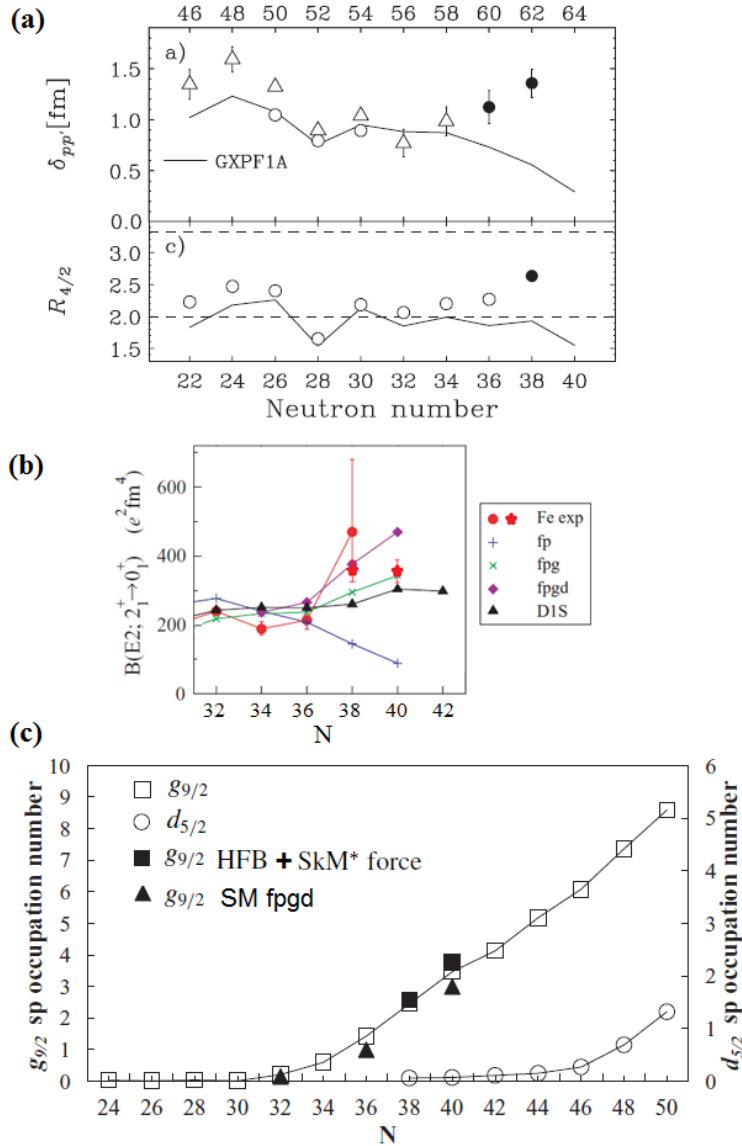 (a)
46 48 50 52 54 56 58 60 62 64
a)
δpp'[fm]
1.5
1.0
0.5
0.0
GXPF1A
c)
R4/2
3.0
2.5
2.0
1.5
22 24 26 28 30 32 34 36 38 40
Neutron number
(b)
B(E2; 2₁⁺→0₁⁺) (e²fm⁴)
600
400
200
0
Fe exp
fp
fpg
fpgd
D1S
32 34 36 38 40 42
N
(c)
g9/2 sp occupation number
10
9
8
7
6
5
4
3
2
1
0
g9/2
d5/2
g9/2 HFB + SkM* force
g9/2 SM fpgd
6
5
4
3
2
1
0
d5/2 sp occupation number
24 26 28 30 32 34 36 38 40 42 44 46 48 50
N